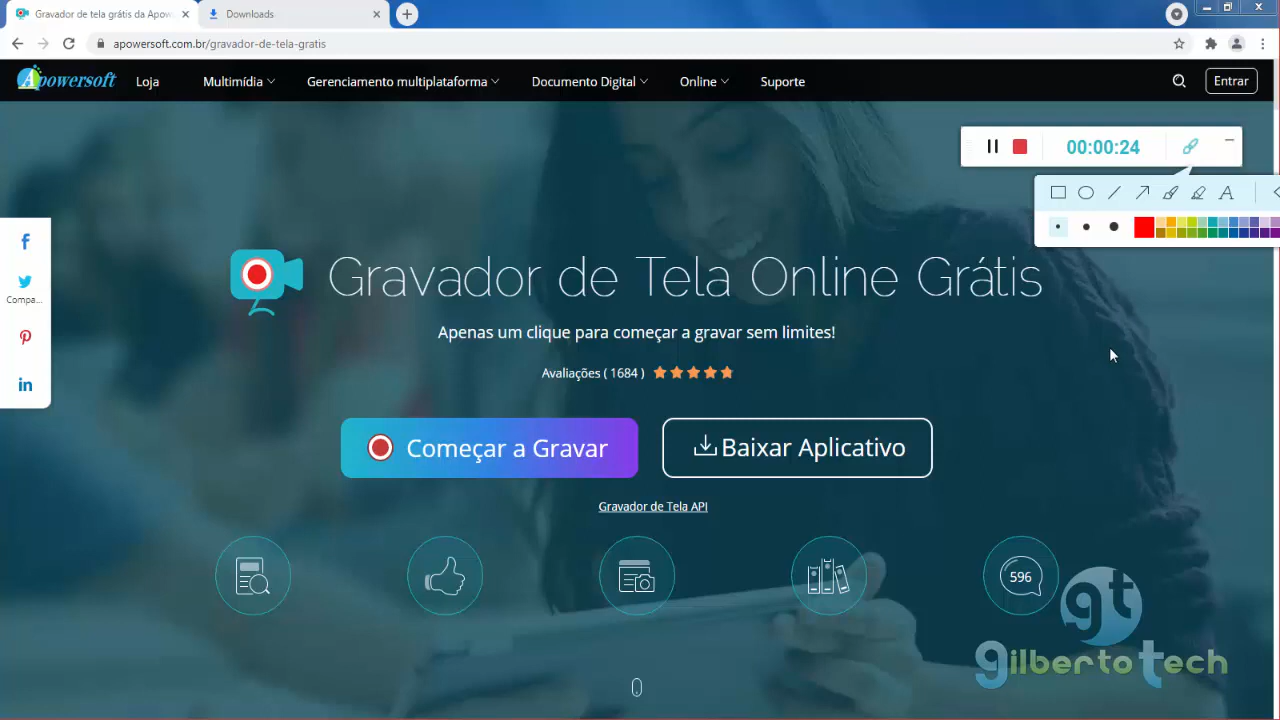 Gravador de tela grátis da Apow
Downloads
apowersoft.com.br/gravador-de-tela-gratis
Apowersoft
Loja
Multimídia
Gerenciamento multiplataforma
Documento Digital
Online
Suporte
Entrar
00:00:24
A
Compa...
Gravador de Tela Online Grátis
Apenas um clique para começar a gravar sem limites!
Avaliações ( 1684 )
Começar a Gravar
Baixar Aplicativo
Gravador de Tela API
596
gt
gilbertotech